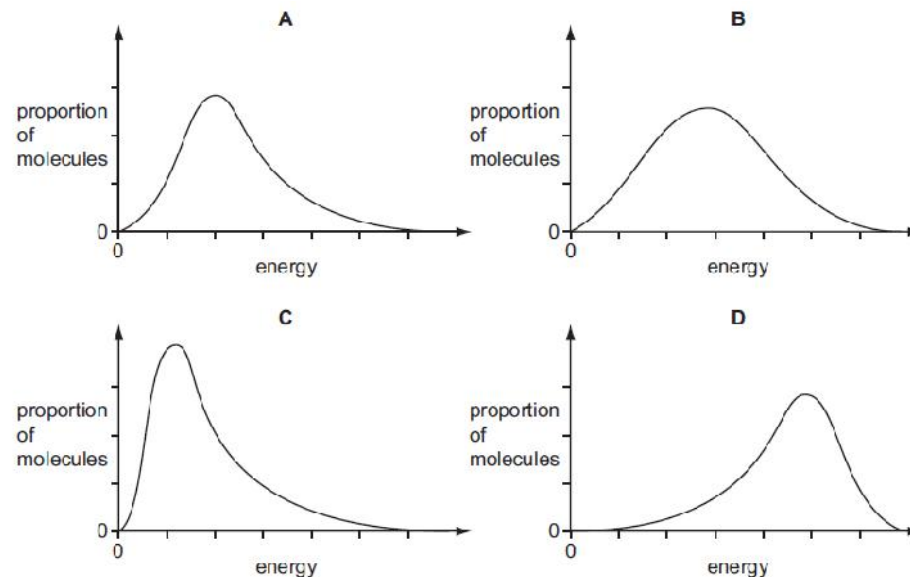 A
proportion
of
molecules
0
0
energy
B
proportion
of
molecules
0
0
energy
C
proportion
of
molecules
0
0
energy
D
proportion
of
molecules
0
0
energy